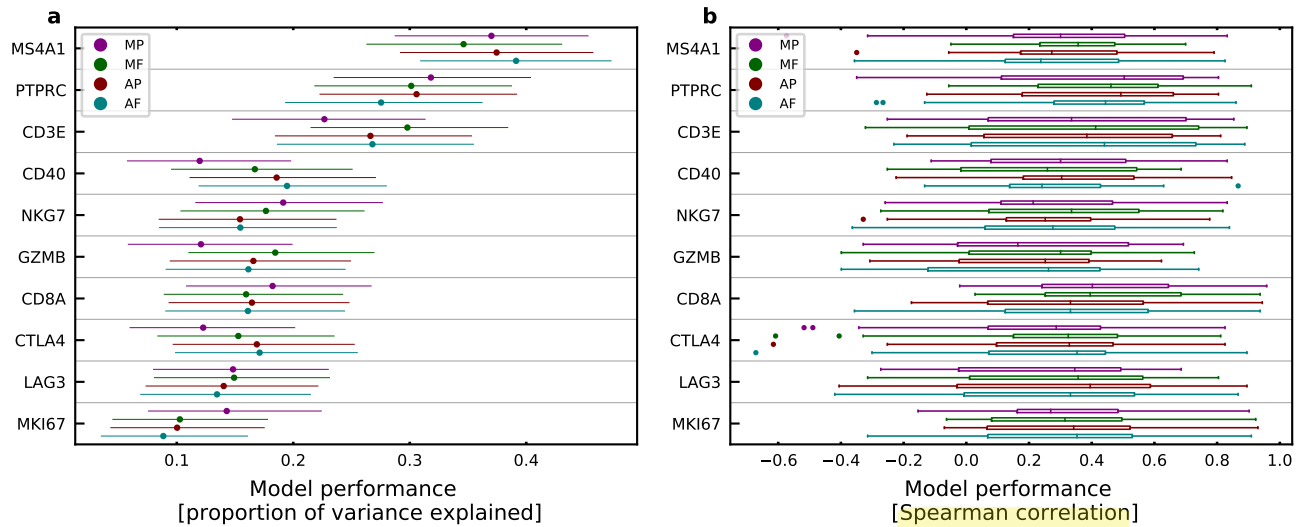 a
MS4A1
PTPRC
CD3E
CD40
NKG7
GZMB
CD8A
CTLA4
LAG3
MKI67
MP
MF
AP
AF
0.1 0.2 0.3 0.4
Model performance
[proportion of variance explained]
b
MS4A1
PTPRC
CD3E
CD40
NKG7
GZMB
CD8A
CTLA4
LAG3
MKI67
MP
MF
AP
AF
−0.6 −0.4 −0.2 0.0 0.2 0.4 0.6 0.8 1.0
Model performance
[Spearman correlation]